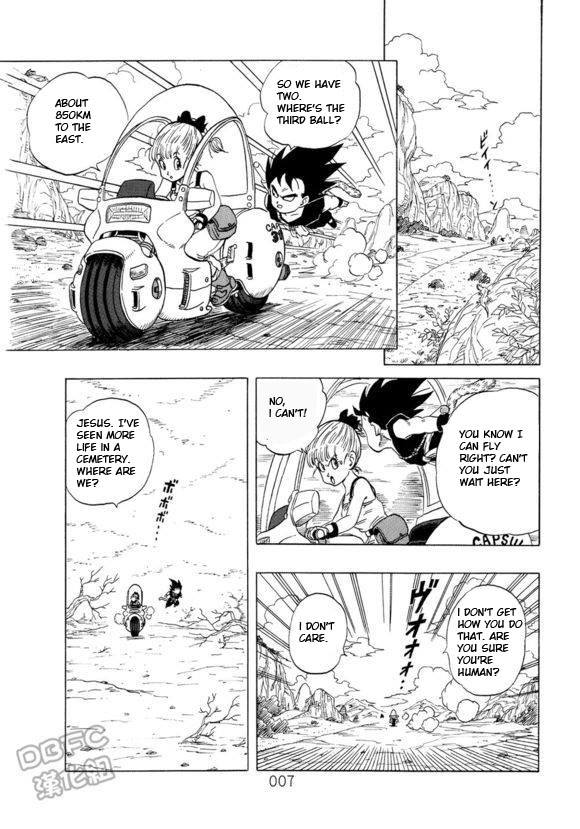 ビィィ…
SO WE HAVE
TWO.
WHERE'S THE
THIRD BALL?
ABOUT
850KM
TO THE
EAST.
YOU KNOW I
CAN FLY
RIGHT? CAN'T
YOU JUST
WAIT HERE?
NO,
I CAN'T!
CAPSU
JESUS. I'VE
SEEN MORE
LIFE IN A
CEMETERY.
WHERE ARE
WE?
ボボボ…
I DON'T GET
HOW YOU DO
THAT. ARE
YOU SURE
YOU'RE
HUMAN?
I DON'T
CARE.
ヴオオオ…
DBFC
漢化組
007